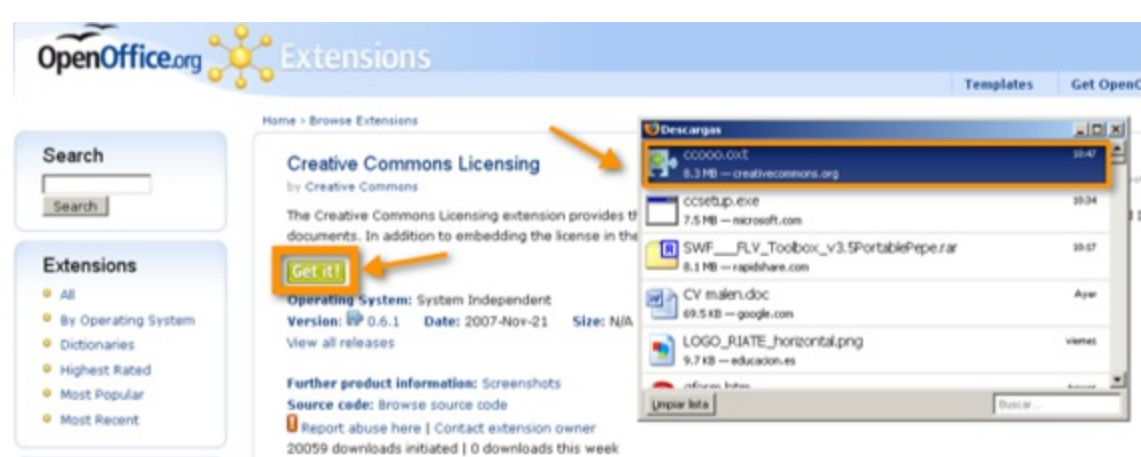 OpenOffice.org Extensions
Templates Get OpenO
Home › Browse Extensions
Search
Search
Extensions
All
By Operating System
Dictionaries
Highest Rated
Most Popular
Most Recent
Creative Commons Licensing
by Creative Commons
The Creative Commons Licensing extension provides th
documents. In addition to embedding the license in the
Get it!
Operating System: System Independent
Version: 0.6.1 Date: 2007-Nov-21 Size: N/A
View all releases
Further product information: Screenshots
Source code: Browse source code
Report abuse here | Contact extension owner
20059 downloads initiated | 0 downloads this week
Descargas
ccooo.oxt 10:47
8.3 MB — creativecommons.org
ccsetup.exe 10:34
7.5 MB — microsoft.com
SWF___FLV_Toolbox_v3.5PortablePepe.rar 10:17
8.1 MB — rapidshare.com
CV malen.doc Ayer
69.5 KB — google.com
LOGO_RIATE_horizontal.png viernes
9.7 KB — educacion.es
Limpiar lista Buscar...